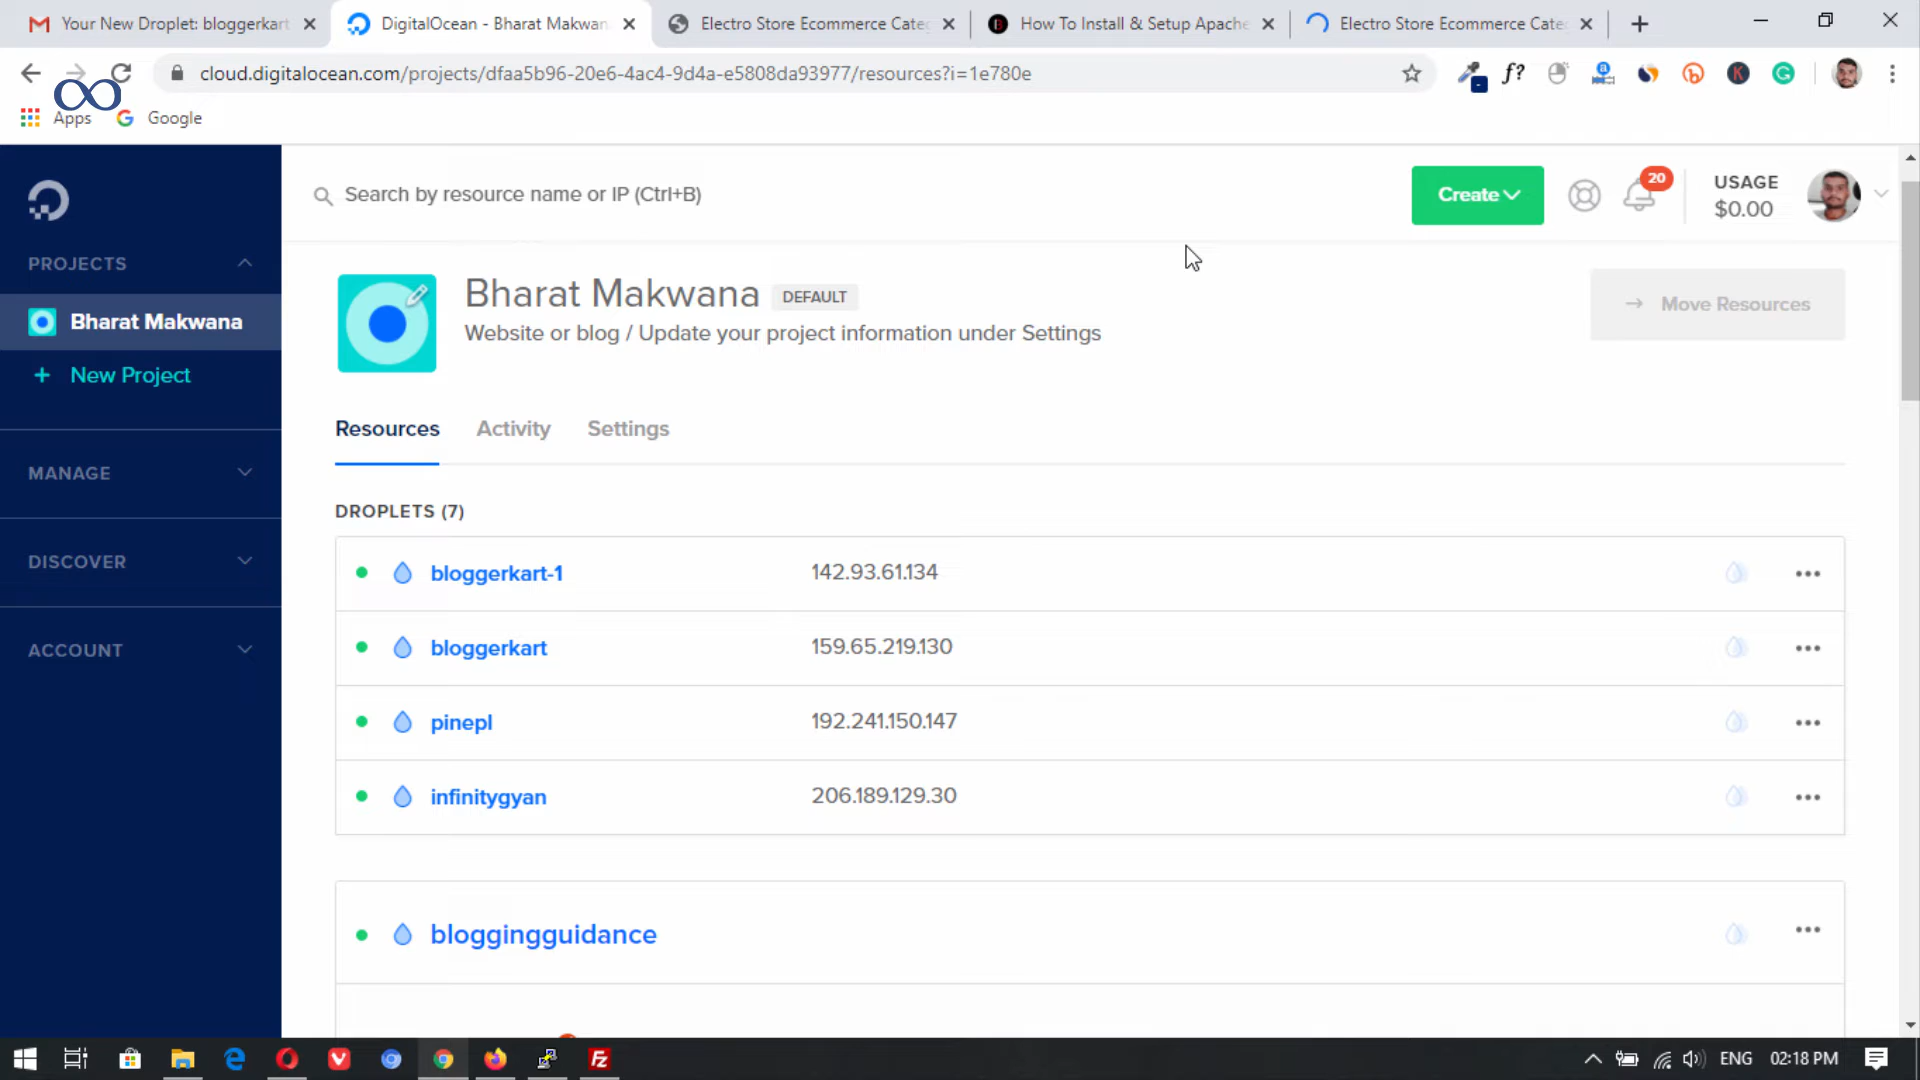 Your New Droplet: bloggerkart
DigitalOcean - Bharat Makwan
Electro Store Ecommerce Cate
How To Install & Setup Apache
Electro Store Ecommerce Cate
cloud.digitalocean.com/projects/dfaa5b96-20e6-4ac4-9d4a-e5808da93977/resources?i=1e780e
f?
Apps
Google
Search by resource name or IP (Ctrl+B)
Create
20
USAGE
$0.00
PROJECTS
Bharat Makwana
New Project
MANAGE
DISCOVER
ACCOUNT
Bharat Makwana
DEFAULT
Website or blog / Update your project information under Settings
→ Move Resources
Resources
Activity
Settings
DROPLETS (7)
bloggerkart-1
142.93.61.134
bloggerkart
159.65.219.130
pinepl
192.241.150.147
infinitygyan
206.189.129.30
bloggingguidance
ENG
02:18 PM